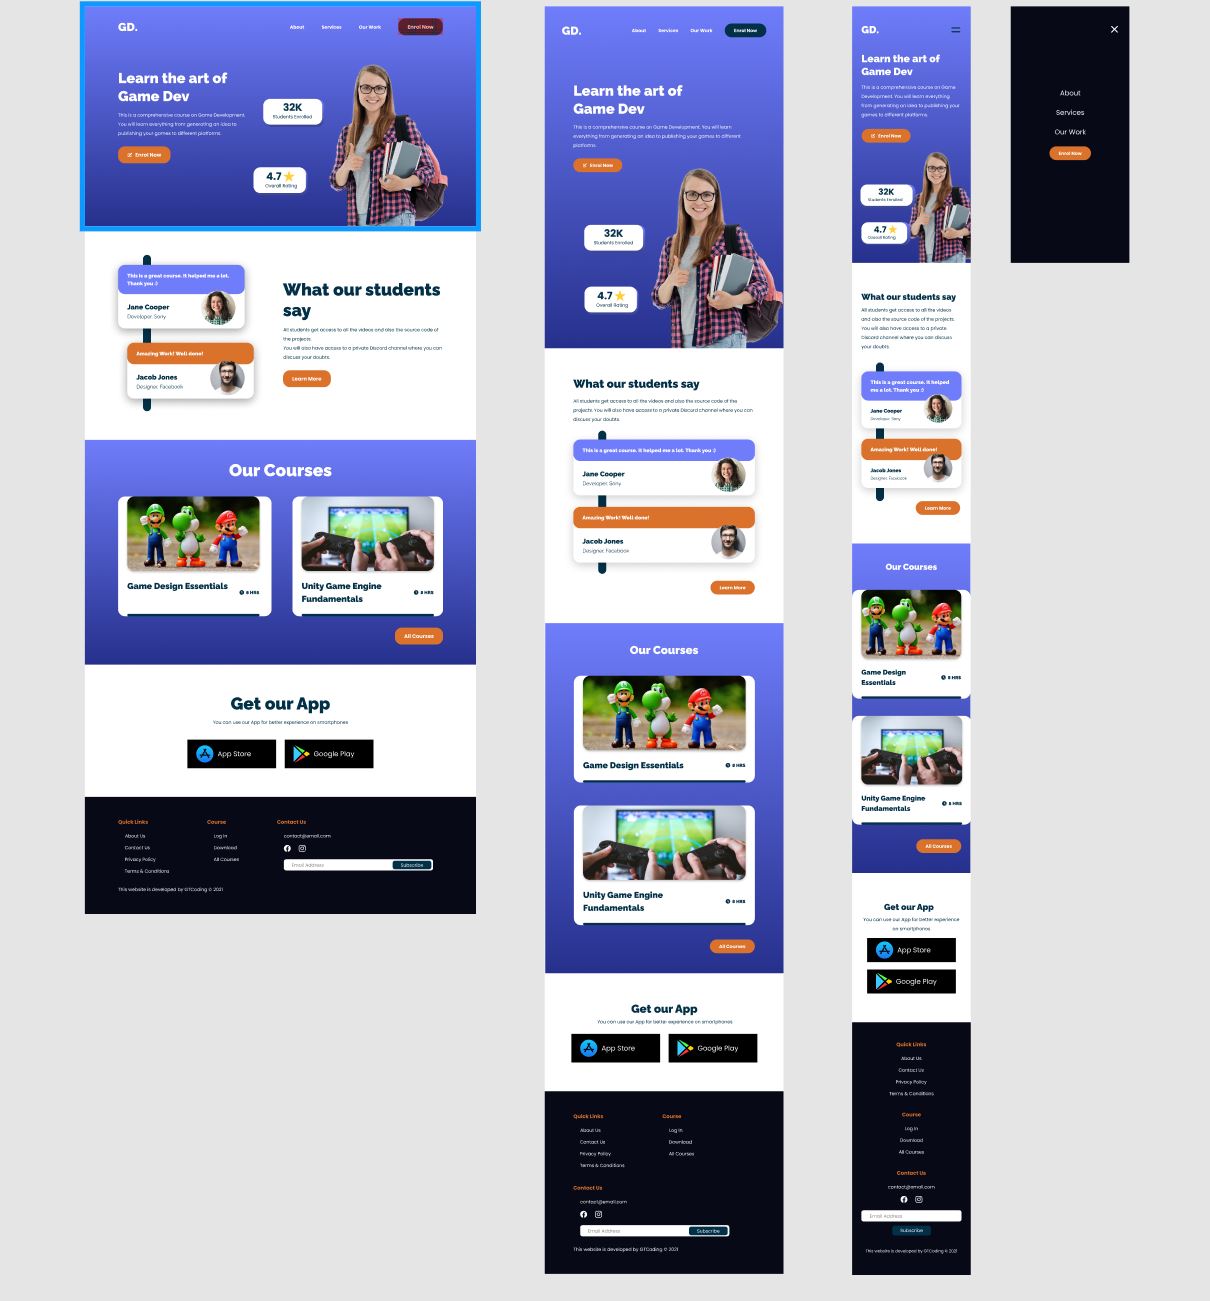 GD.
About
Services
Our Work
Enrol Now
Learn the art of
Game Dev
This is a comprehensive course on Game Development.
You will learn everything from generating an idea to
publishing your games to different platforms.
Enrol Now
32K
Students Enrolled
4.7
Overall Rating
This is a great course. It helped me a lot.
Thank you :)
Jane Cooper
Developer, Sony
Amazing Work! Well done!
Jacob Jones
Designer, Facebook
What our students
say
All students get access to all the videos and also the source code of
the projects.
You will also have access to a private Discord channel where you can
discuss your doubts.
Learn More
Our Courses
Game Design Essentials
8 HRS
Unity Game Engine
Fundamentals
8 HRS
All Courses
Get our App
You can use our App for better experience on smartphones
App Store
Google Play
Quick Links
About Us
Contact Us
Privacy Policy
Terms & Conditions
Course
Log In
Download
All Courses
Contact Us
contact@email.com
Email Address
Subscribe
This website is developed by GTCoding © 2021
GD.
About
Services
Our Work
Enrol Now
Learn the art of
Game Dev
This is a comprehensive course on Game Development. You will learn
everything from generating an idea to publishing your games to different
platforms.
Enrol Now
32K
Students Enrolled
4.7
Overall Rating
What our students say
All students get access to all the videos and also the source code of the
projects. You will also have access to a private Discord channel where you can
discuss your doubts.
This is a great course. It helped me a lot. Thank you :)
Jane Cooper
Developer, Sony
Amazing Work! Well done!
Jacob Jones
Designer, Facebook
Learn More
Our Courses
Game Design Essentials
8 HRS
Unity Game Engine
Fundamentals
8 HRS
All Courses
Get our App
You can use our App for better experience on smartphones
App Store
Google Play
Quick Links
About Us
Contact Us
Privacy Policy
Terms & Conditions
Course
Log In
Download
All Courses
Contact Us
contact@email.com
Email Address
Subscribe
This website is developed by GTCoding © 2021
GD.
Learn the art of
Game Dev
This is a comprehensive course on Game
Development. You will learn everything
from generating an idea to publishing your
games to different platforms.
Enrol Now
32K
Students Enrolled
4.7
Overall Rating
What our students say
All students get access to all the videos
and also the source code of the projects.
You will also have access to a private
Discord channel where you can discuss
your doubts.
This is a great course. It helped
me a lot. Thank you :)
Jane Cooper
Developer, Sony
Amazing Work! Well done!
Jacob Jones
Designer, Facebook
Learn More
Our Courses
Game Design
Essentials
8 HRS
Unity Game Engine
Fundamentals
8 HRS
All Courses
Get our App
You can use our App for better experience
on smartphones
App Store
Google Play
Quick Links
About Us
Contact Us
Privacy Policy
Terms & Conditions
Course
Log In
Download
All Courses
Contact Us
contact@email.com
Email Address
Subscribe
This website is developed by GTCoding © 2021
About
Services
Our Work
Enrol Now